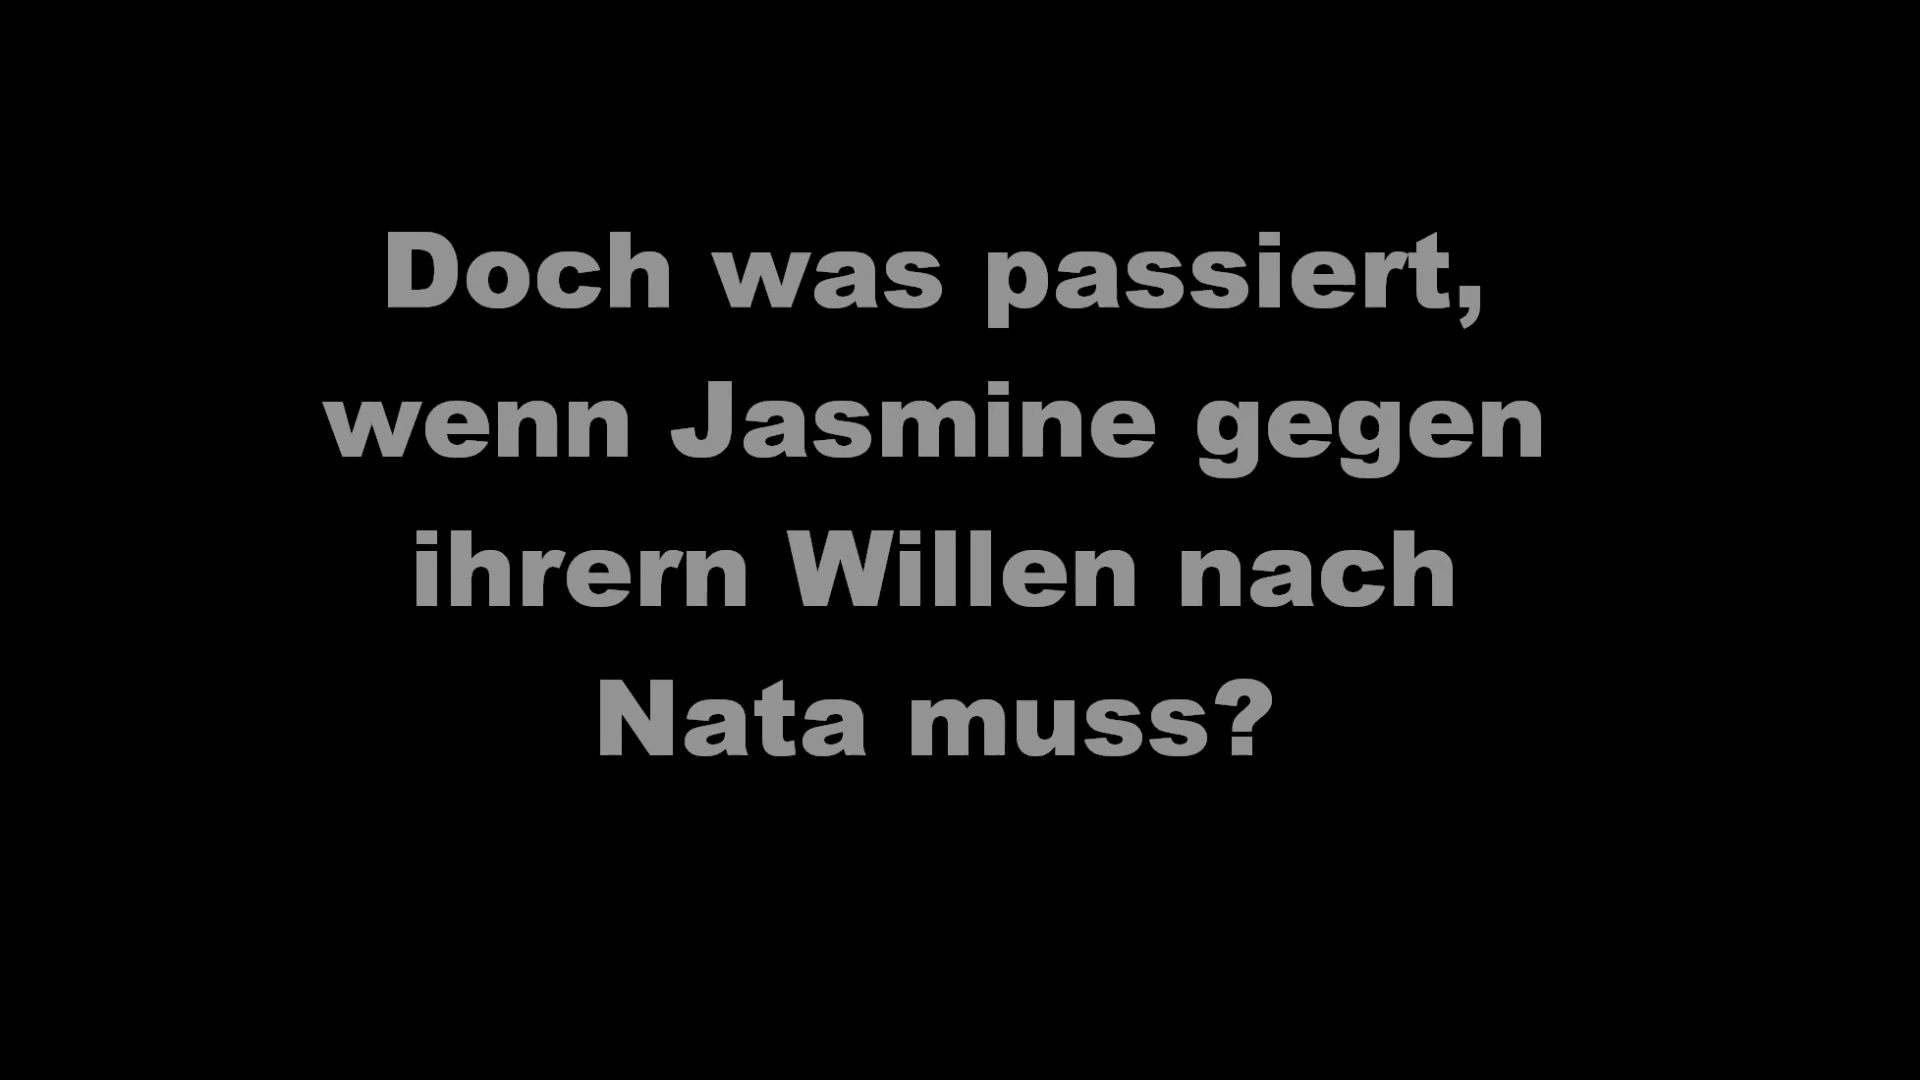 Doch was passiert,
wenn Jasmine gegen
ihrern Willen nach
Nata muss?